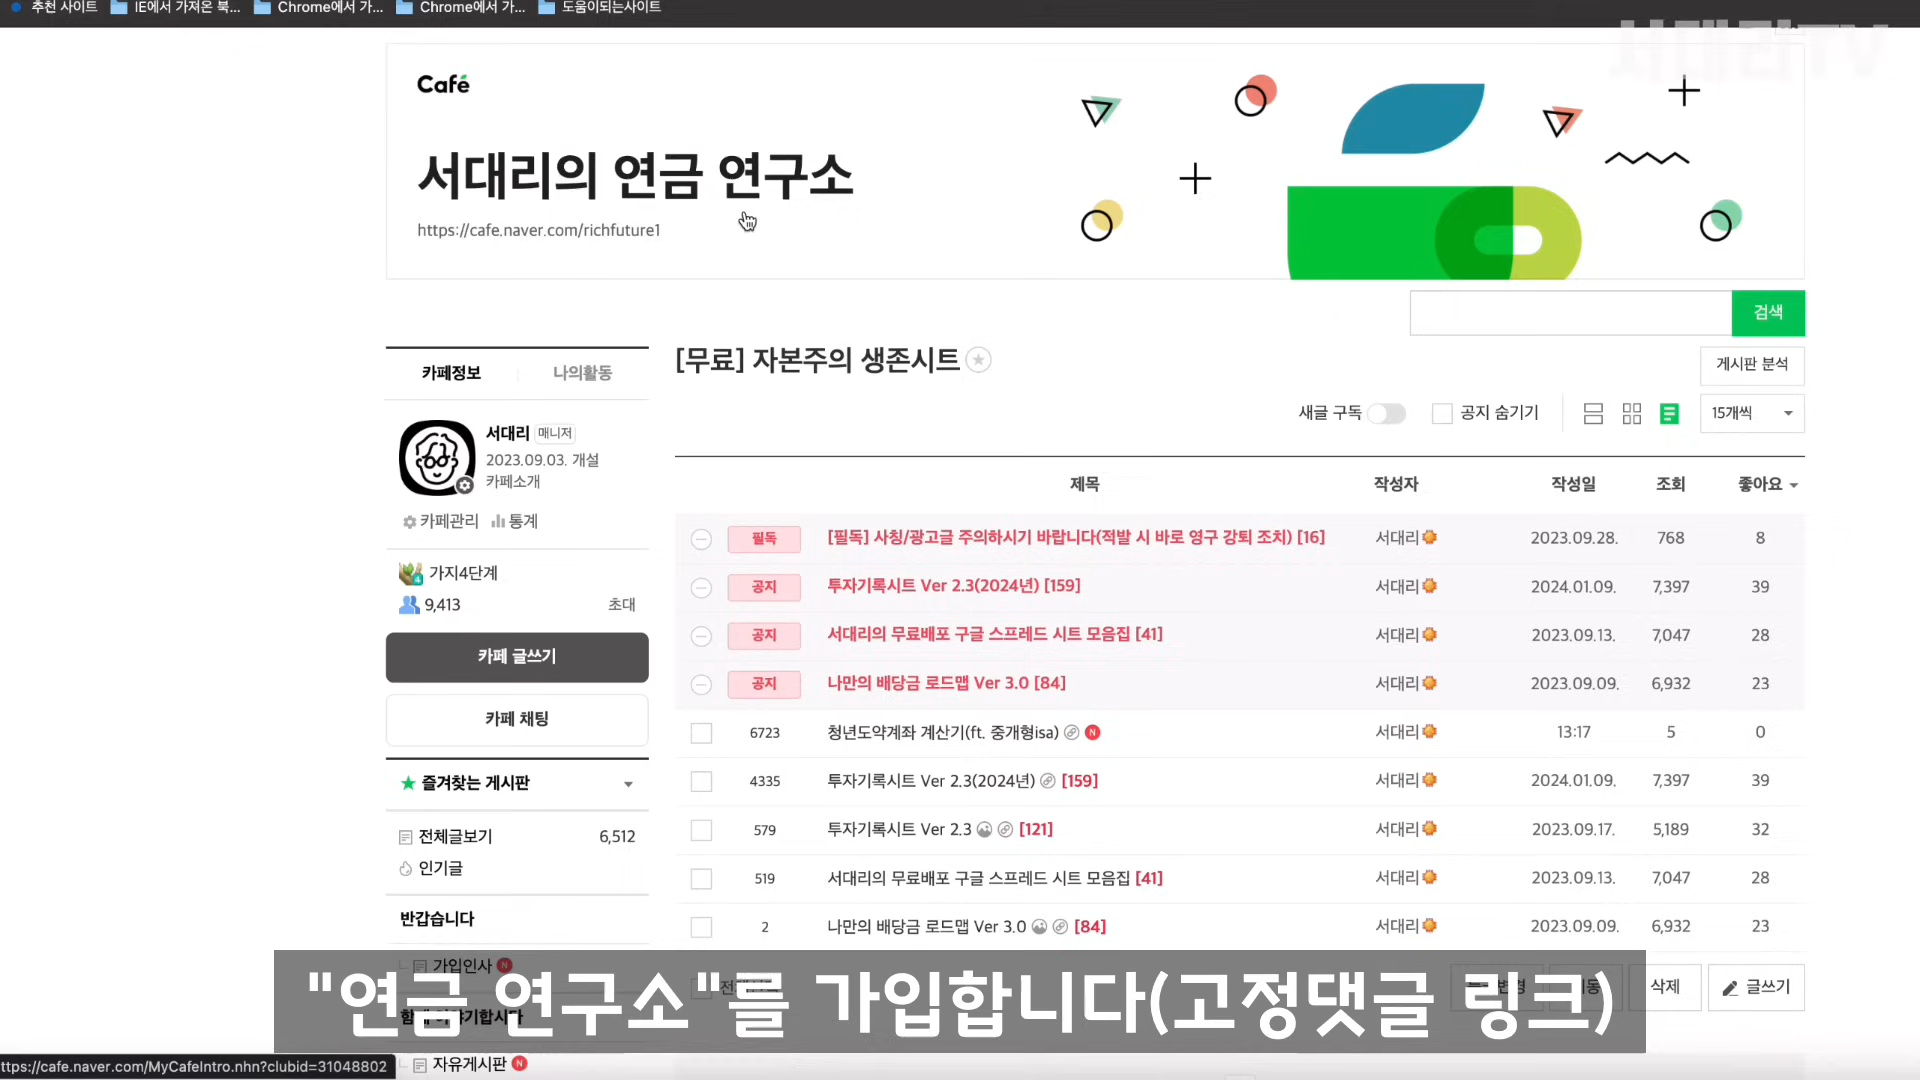 추천 사이트 IE에서 가져온 북... Chrome에서 가... Chrome에서 가... 도움이되는사이트
서대리TV
Café
서대리의 연금 연구소
https://cafe.naver.com/richfuture1
검색
카페정보 나의활동
서대리 매니저
2023.09.03. 개설
카페소개
카페관리 통계
가지4단계
9,413 초대
카페 글쓰기
카페 채팅
즐겨찾는 게시판
전체글보기 6,512
인기글
반갑습니다
가입인사 N
함께 이야기합시다
자유게시판 N
[무료] 자본주의 생존시트
게시판 분석
새글 구독 공지 숨기기 15개씩
제목 작성자 작성일 조회 좋아요
필독 [필독] 사칭/광고글 주의하시기 바랍니다(적발 시 바로 영구 강퇴 조치) [16] 서대리 2023.09.28. 768 8
공지 투자기록시트 Ver 2.3(2024년) [159] 서대리 2024.01.09. 7,397 39
공지 서대리의 무료배포 구글 스프레드 시트 모음집 [41] 서대리 2023.09.13. 7,047 28
공지 나만의 배당금 로드맵 Ver 3.0 [84] 서대리 2023.09.09. 6,932 23
6723 청년도약계좌 계산기(ft. 중개형isa) N 서대리 13:17 5 0
4335 투자기록시트 Ver 2.3(2024년) [159] 서대리 2024.01.09. 7,397 39
579 투자기록시트 Ver 2.3 [121] 서대리 2023.09.17. 5,189 32
519 서대리의 무료배포 구글 스프레드 시트 모음집 [41] 서대리 2023.09.13. 7,047 28
2 나만의 배당금 로드맵 Ver 3.0 [84] 서대리 2023.09.09. 6,932 23
삭제 글쓰기
"연금 연구소"를 가입합니다(고정댓글 링크)
ttps://cafe.naver.com/MyCafeIntro.nhn?clubid=31048802